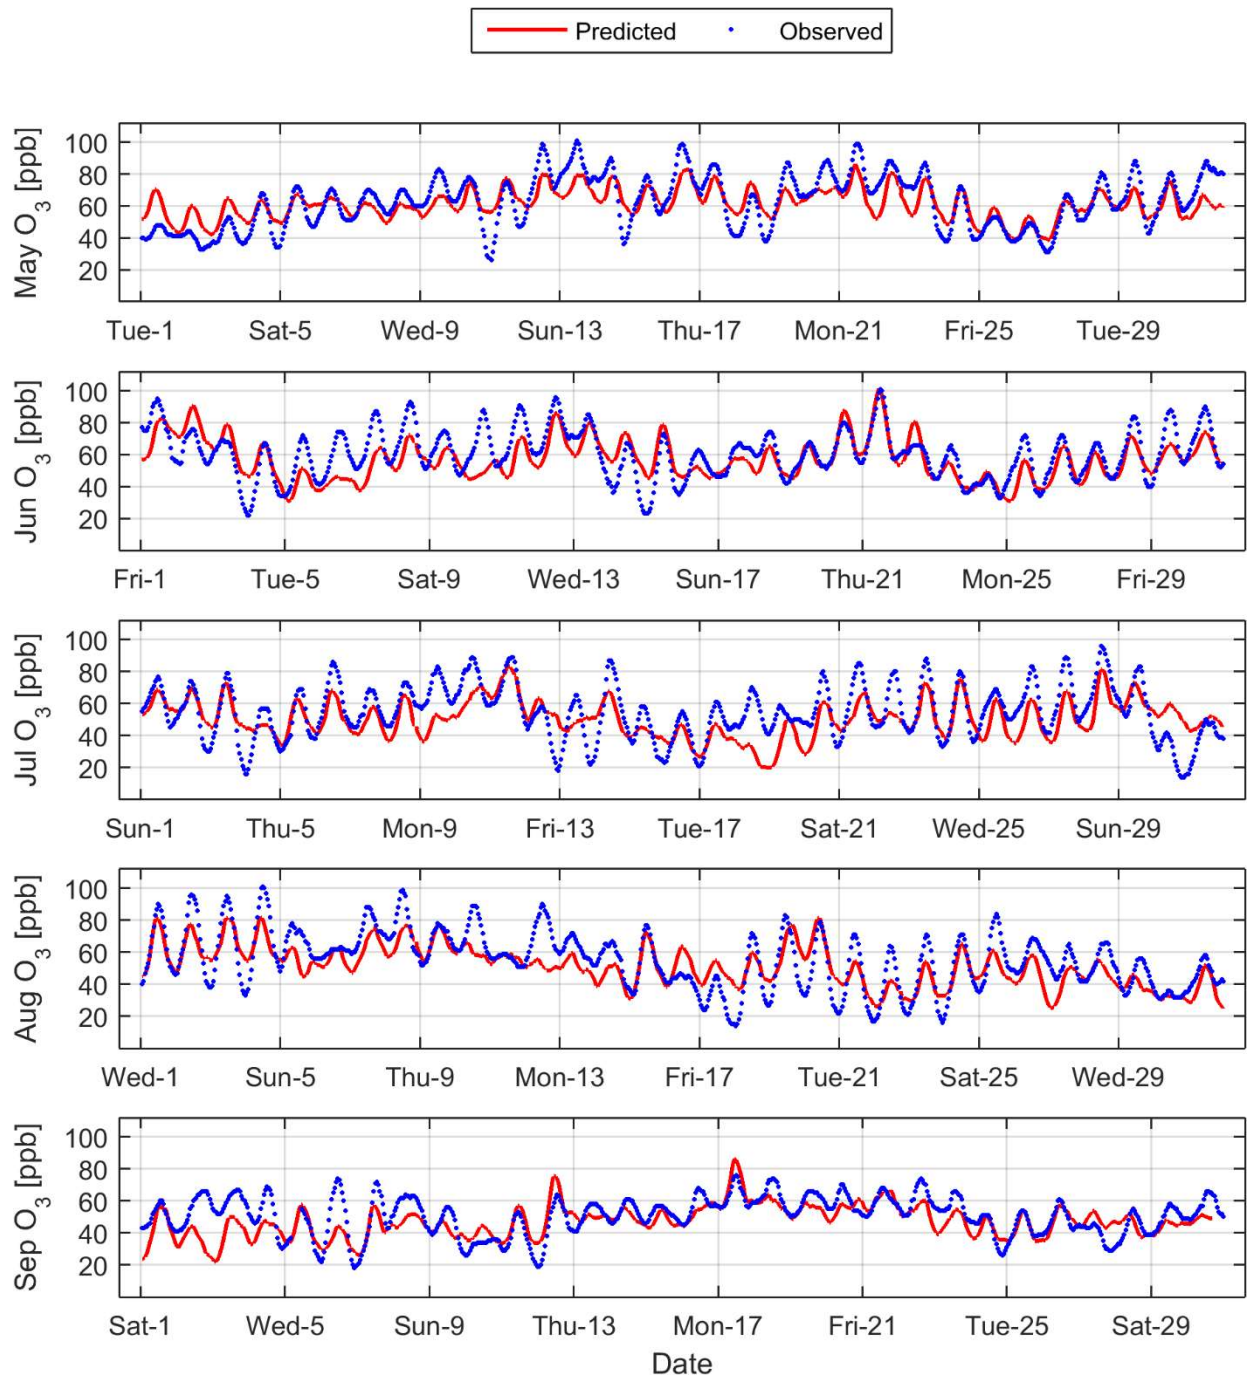 Predicted Observed
May O3 [ppb]
100
80
60
40
20
Tue-1 Sat-5 Wed-9 Sun-13 Thu-17 Mon-21 Fri-25 Tue-29
Jun O3 [ppb]
100
80
60
40
20
Fri-1 Tue-5 Sat-9 Wed-13 Sun-17 Thu-21 Mon-25 Fri-29
Jul O3 [ppb]
100
80
60
40
20
Sun-1 Thu-5 Mon-9 Fri-13 Tue-17 Sat-21 Wed-25 Sun-29
Aug O3 [ppb]
100
80
60
40
20
Wed-1 Sun-5 Thu-9 Mon-13 Fri-17 Tue-21 Sat-25 Wed-29
Sep O3 [ppb]
100
80
60
40
20
Sat-1 Wed-5 Sun-9 Thu-13 Mon-17 Fri-21 Tue-25 Sat-29
Date